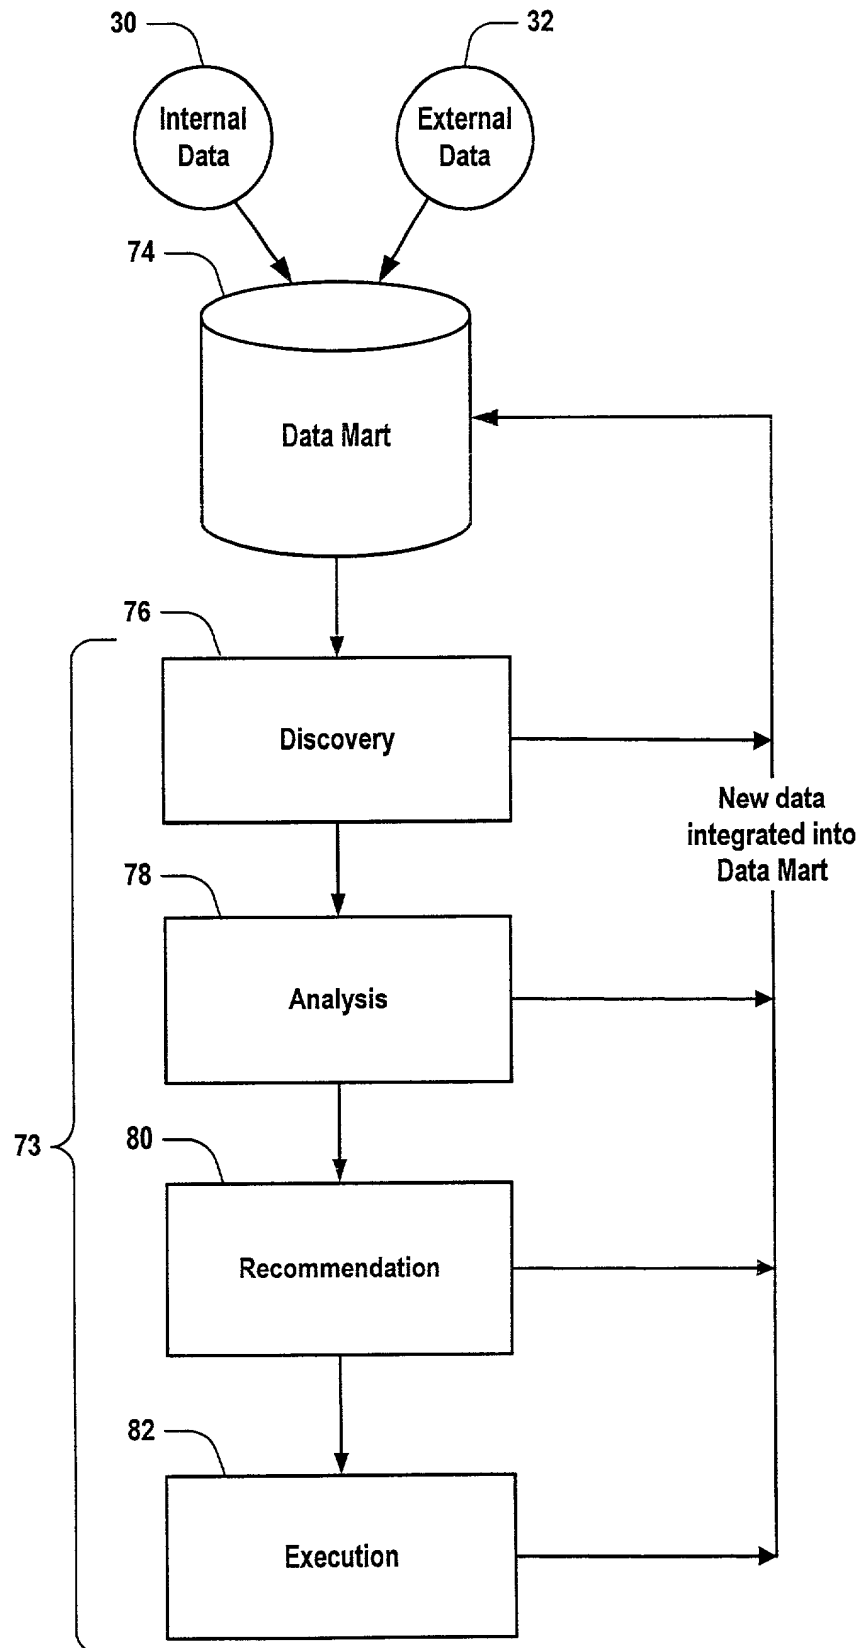 30
32
Internal
Data
External
Data
74
Data Mart
76
Discovery
New data
integrated into
Data Mart
78
Analysis
73
80
Recommendation
82
Execution